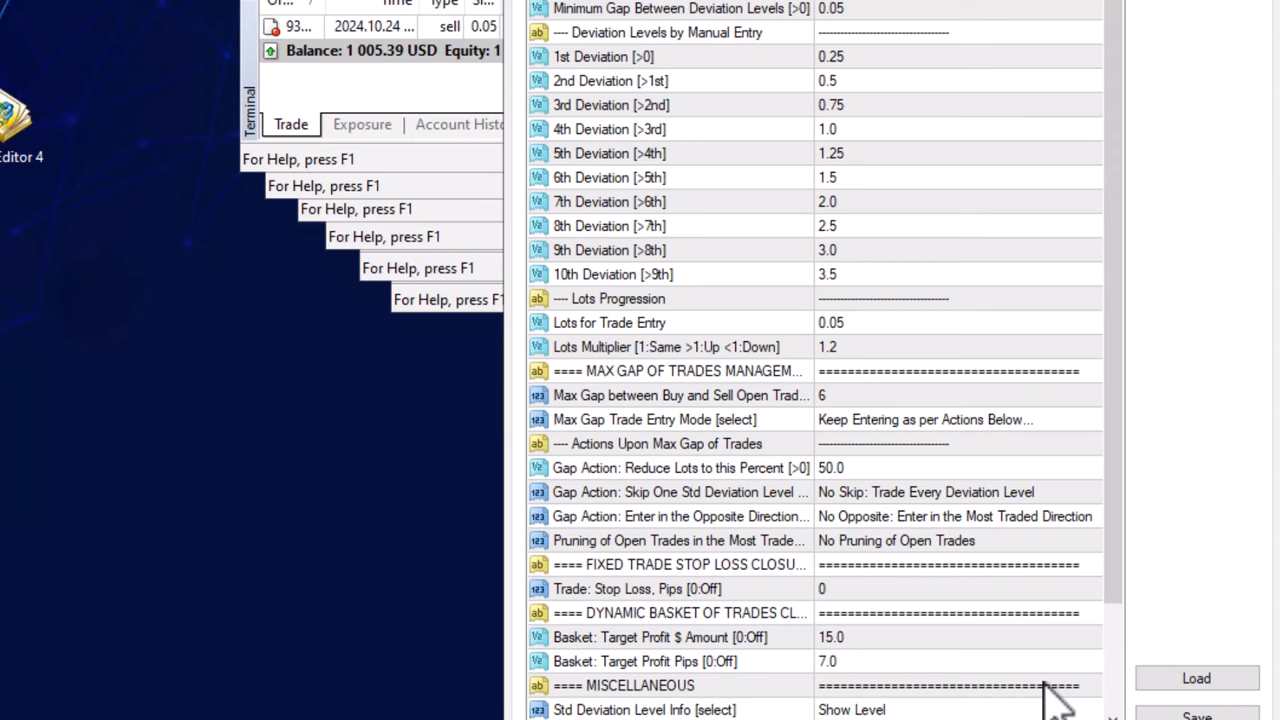 Time
93...
2024.10.24 ...
sell
0.05
Balance: 1 005.39 USD Equity: 1
Terminal
Trade
Exposure
Account Histo
Editor 4
For Help, press F1
For Help, press F1
For Help, press F1
For Help, press F1
For Help, press F1
For Help, press F1
Minimum Gap Between Deviation Levels [>0] 0.05
---- Deviation Levels by Manual Entry ------------------------------------
1st Deviation [>0] 0.25
2nd Deviation [>1st] 0.5
3rd Deviation [>2nd] 0.75
4th Deviation [>3rd] 1.0
5th Deviation [>4th] 1.25
6th Deviation [>5th] 1.5
7th Deviation [>6th] 2.0
8th Deviation [>7th] 2.5
9th Deviation [>8th] 3.0
10th Deviation [>9th] 3.5
---- Lots Progression ------------------------------------
Lots for Trade Entry 0.05
Lots Multiplier [1:Same >1:Up <1:Down] 1.2
==== MAX GAP OF TRADES MANAGEM... ====================================
Max Gap between Buy and Sell Open Trad... 6
Max Gap Trade Entry Mode [select] Keep Entering as per Actions Below...
---- Actions Upon Max Gap of Trades ------------------------------------
Gap Action: Reduce Lots to this Percent [>0] 50.0
Gap Action: Skip One Std Deviation Level ... No Skip: Trade Every Deviation Level
Gap Action: Enter in the Opposite Direction... No Opposite: Enter in the Most Traded Direction
Pruning of Open Trades in the Most Trade... No Pruning of Open Trades
==== FIXED TRADE STOP LOSS CLOSU... ====================================
Trade: Stop Loss, Pips [0:Off] 0
==== DYNAMIC BASKET OF TRADES CL... ====================================
Basket: Target Profit $ Amount [0:Off] 15.0
Basket: Target Profit Pips [0:Off] 7.0
==== MISCELLANEOUS ====================================
Std Deviation Level Info [select] Show Level
Load
Save